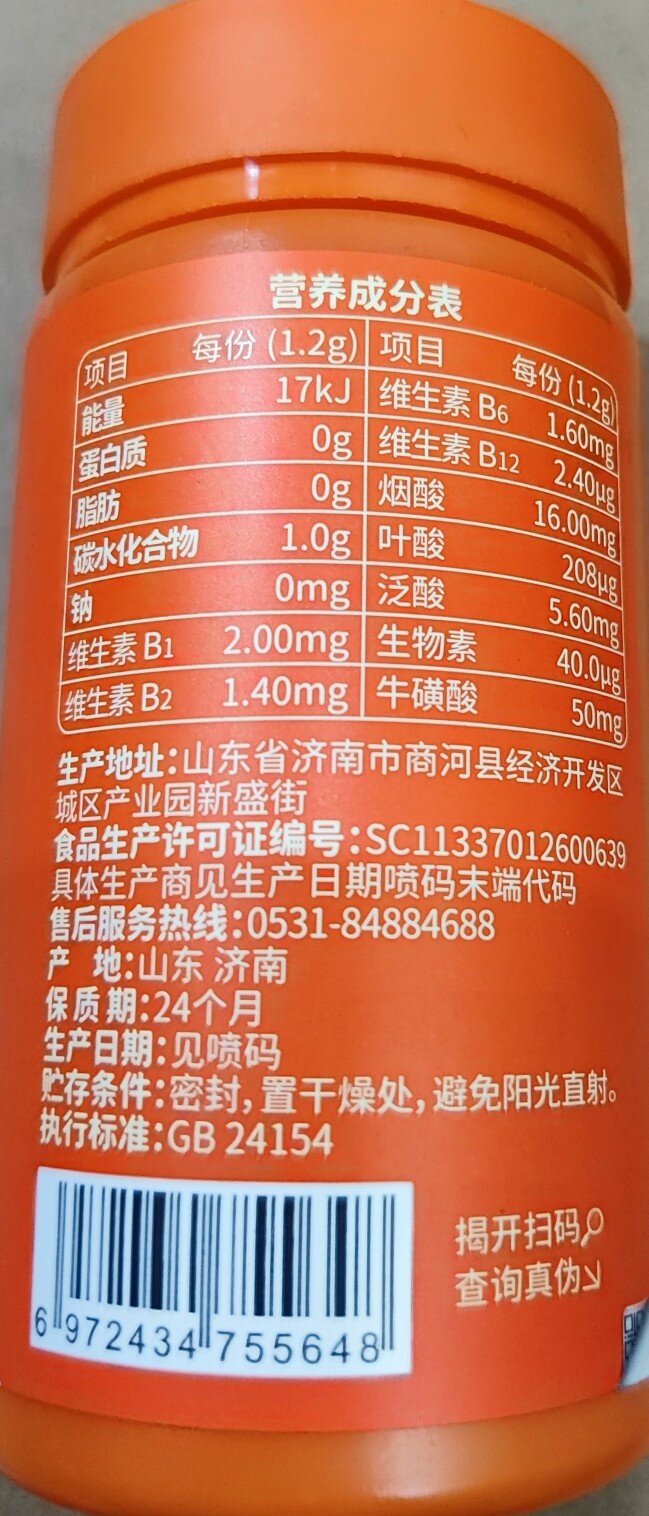 营养成分表
项目 每份 (1.2g) 项目 每份 (1.2g)
能量 17kJ 维生素 B6 1.60mg
蛋白质 0g 维生素 B12 2.40μg
脂肪 0g 烟酸 16.00mg
碳水化合物 1.0g 叶酸 208μg
钠 0mg 泛酸 5.60mg
维生素 B1 2.00mg 生物素 40.0μg
维生素 B2 1.40mg 牛磺酸 50mg
生产地址:山东省济南市商河县经济开发区
城区产业园新盛街
食品生产许可证编号:SC11337012600639
具体生产商见生产日期喷码末端代码
售后服务热线:0531-84884688
产 地:山东 济南
保质期:24个月
生产日期:见喷码
贮存条件:密封,置干燥处,避免阳光直射。
执行标准:GB 24154
揭开扫码
查询真伪
6 972434 755648